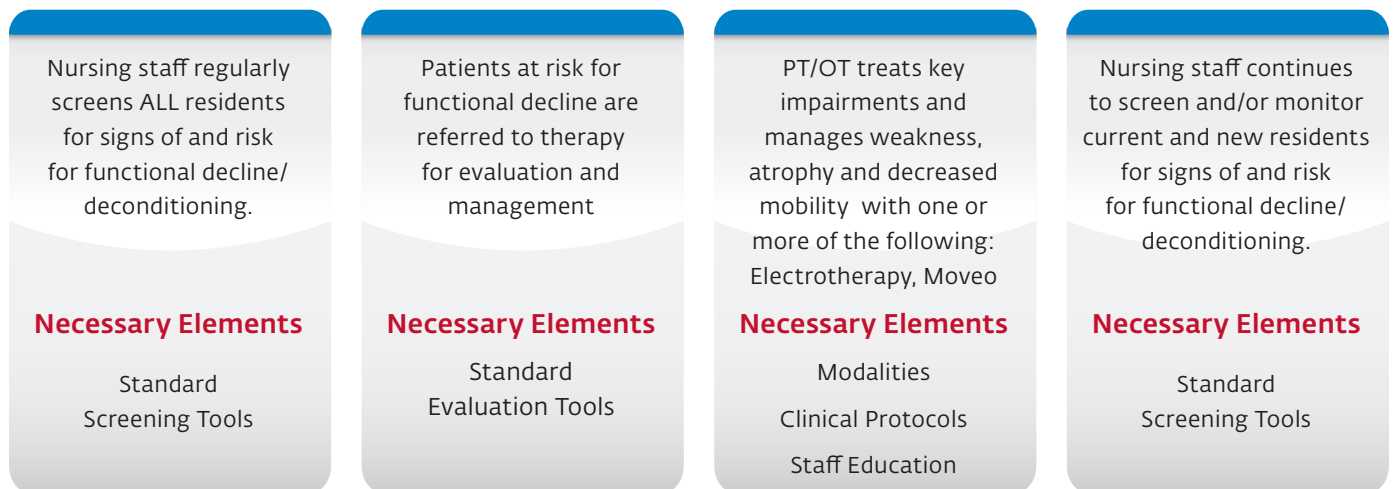 Nursing staff regularly
screens ALL residents
for signs of and risk
for functional decline/
deconditioning.
Necessary Elements
Standard
Screening Tools
Patients at risk for
functional decline are
referred to therapy
for evaluation and
management
Necessary Elements
Standard
Evaluation Tools
PT/OT treats key
impairments and
manages weakness,
atrophy and decreased
mobility with one or
more of the following:
Electrotherapy, Moveo
Necessary Elements
Modalities
Clinical Protocols
Staff Education
Nursing staff continues
to screen and/or monitor
current and new residents
for signs of and risk
for functional decline/
deconditioning.
Necessary Elements
Standard
Screening Tools